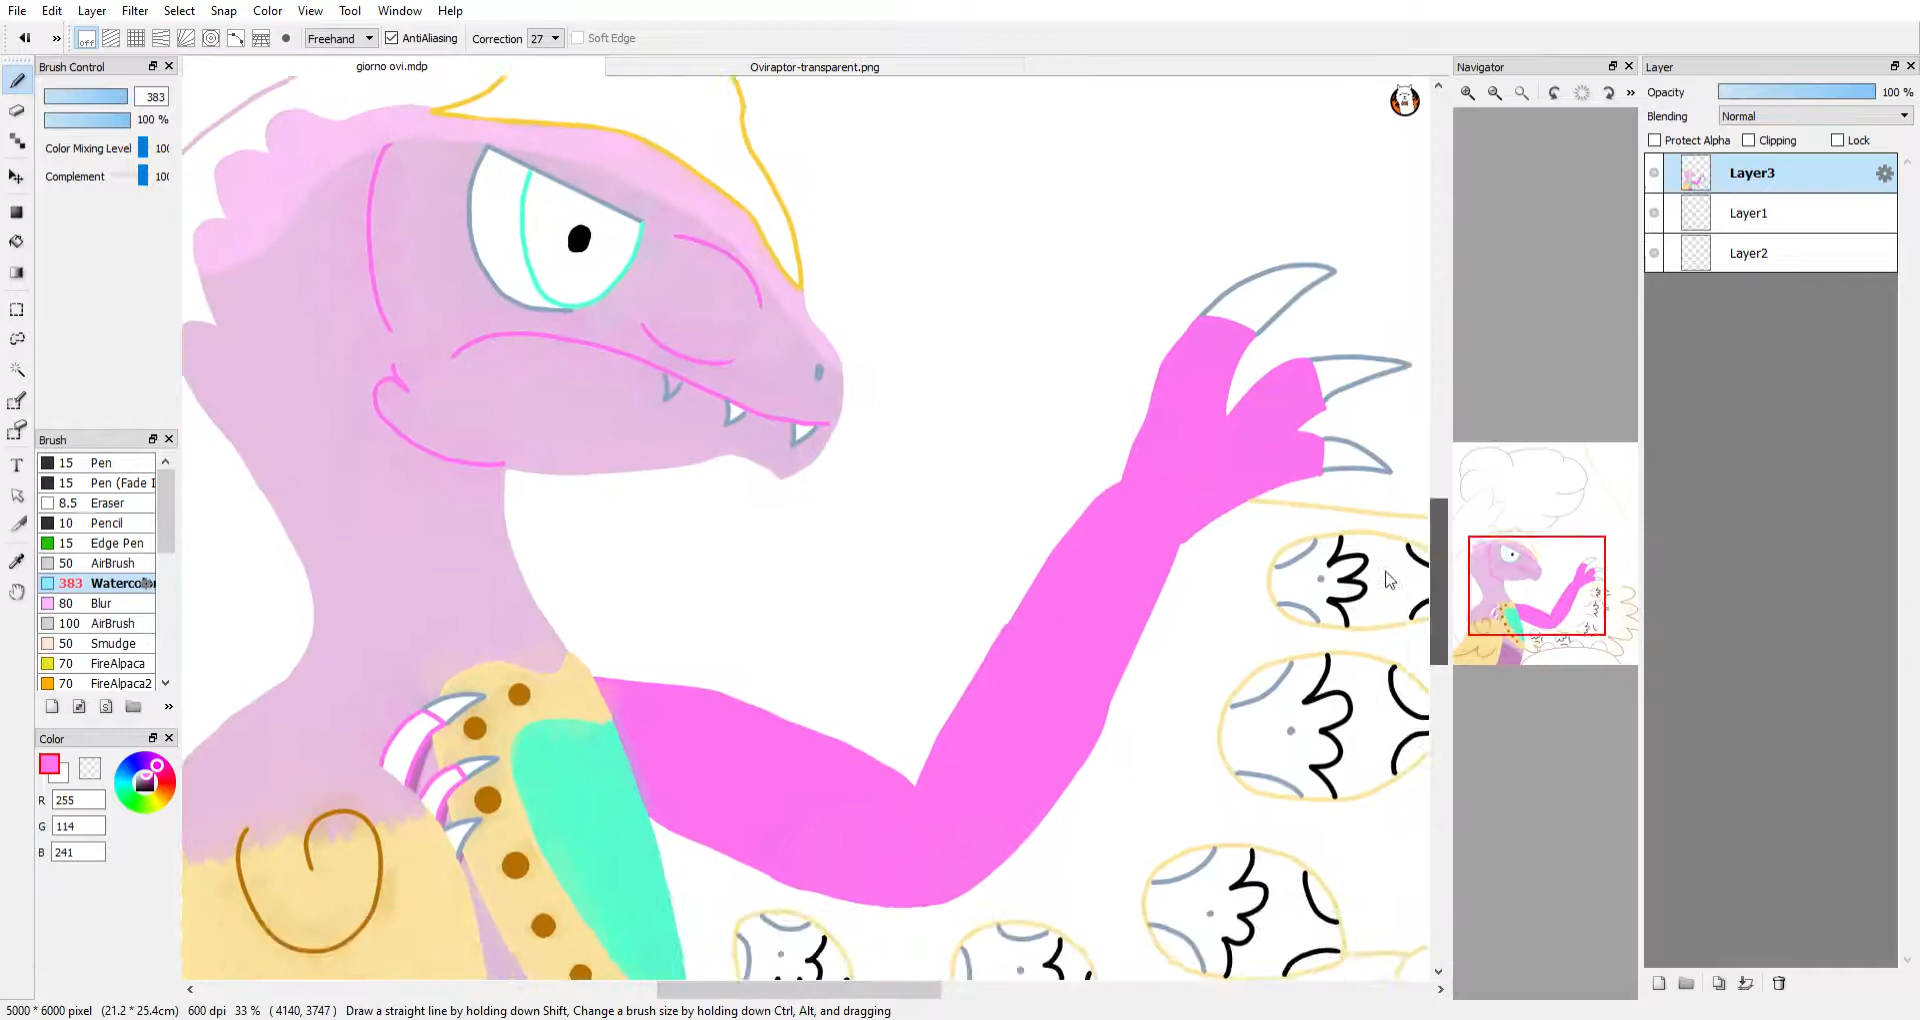 File Edit Layer Filter Select Snap Color View Tool Window Help
off Freehand AntiAliasing Correction 27 Soft Edge
Brush Control
giorno ovi.mdp
Oviraptor-transparent.png
Navigator
Layer
383
100 %
Color Mixing Level 100
Complement 100
Opacity 100 %
Blending Normal
Protect Alpha Clipping Lock
Layer3
Layer1
Layer2
Brush
15 Pen
15 Pen (Fade I
8.5 Eraser
10 Pencil
15 Edge Pen
50 AirBrush
383 Watercolor
80 Blur
100 AirBrush
50 Smudge
70 FireAlpaca
70 FireAlpaca2
Color
R 255
G 114
B 241
5000 * 6000 pixel (21.2 * 25.4cm) 600 dpi 33 % ( 4140, 3747 ) Draw a straight line by holding down Shift, Change a brush size by holding down Ctrl, Alt, and dragging